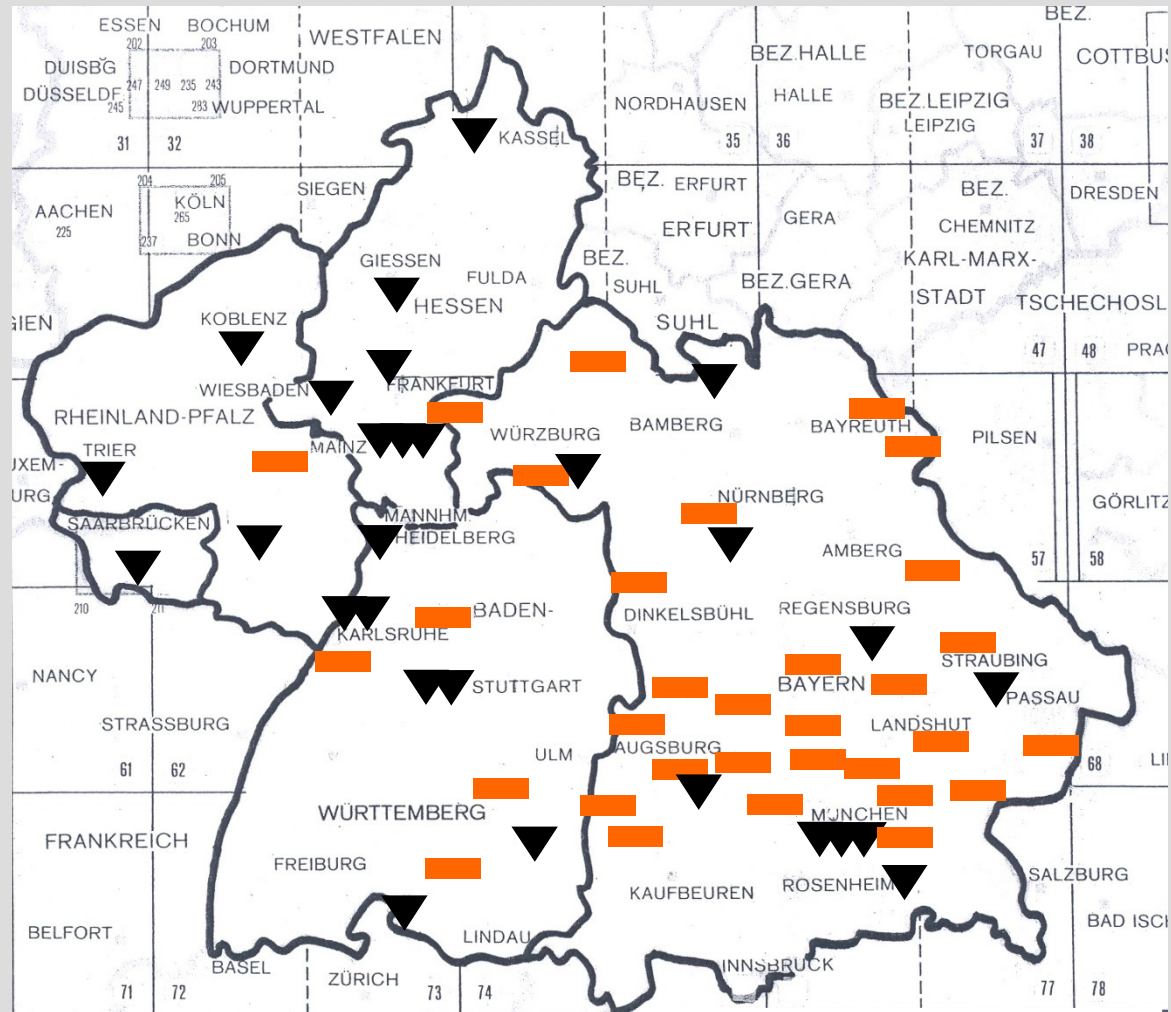 ESSEN BOCHUM
BEZ.
WESTFALEN
202 203
BEZ.HALLE
TORGAU
COTTBUS
DUISBG
DORTMUND
247 249 235 243
DÜSSELDF.
HALLE
NORDHAUSEN
BEZ.LEIPZIG
245 283 WUPPERTAL
LEIPZIG
31 32
KASSEL
35 36
37 38
204 205
SIEGEN
BEZ. ERFURT
BEZ.
DRESDEN
KÖLN
AACHEN
265
GERA
225
CHEMNITZ
237 BONN
ERFURT
GIESSEN
BEZ.
KARL-MARX-
FULDA
SUHL
BEZ.GERA
HESSEN
STADT
TSCHECHOSL
GIEN
KOBLENZ
SUHL
47 48 PRAG
WIESBADEN
FRANKFURT
RHEINLAND-PFALZ
BAMBERG
BAYREUTH
WÜRZBURG
PILSEN
MAINZ
TRIER
UXEM-
BURG
NÜRNBERG
GÖRLITZ
MANNHM.
SAARBRÜCKEN
HEIDELBERG
AMBERG
57 58
210 211
BADEN-
DINKELSBÜHL
REGENSBURG
KARLSRUHE
STRAUBING
NANCY
STUTTGART
BAYERN
PASSAU
STRASSBURG
LANDSHUT
ULM
AUGSBURG
61 62
68 LI
WÜRTTEMBERG
MÜNCHEN
FRANKREICH
FREIBURG
SALZBURG
KAUFBEUREN
ROSENHEIM
BAD ISCH
BELFORT
LINDAU
BASEL
INNSBRUCK
ZÜRICH
71 72
73 74
77 78